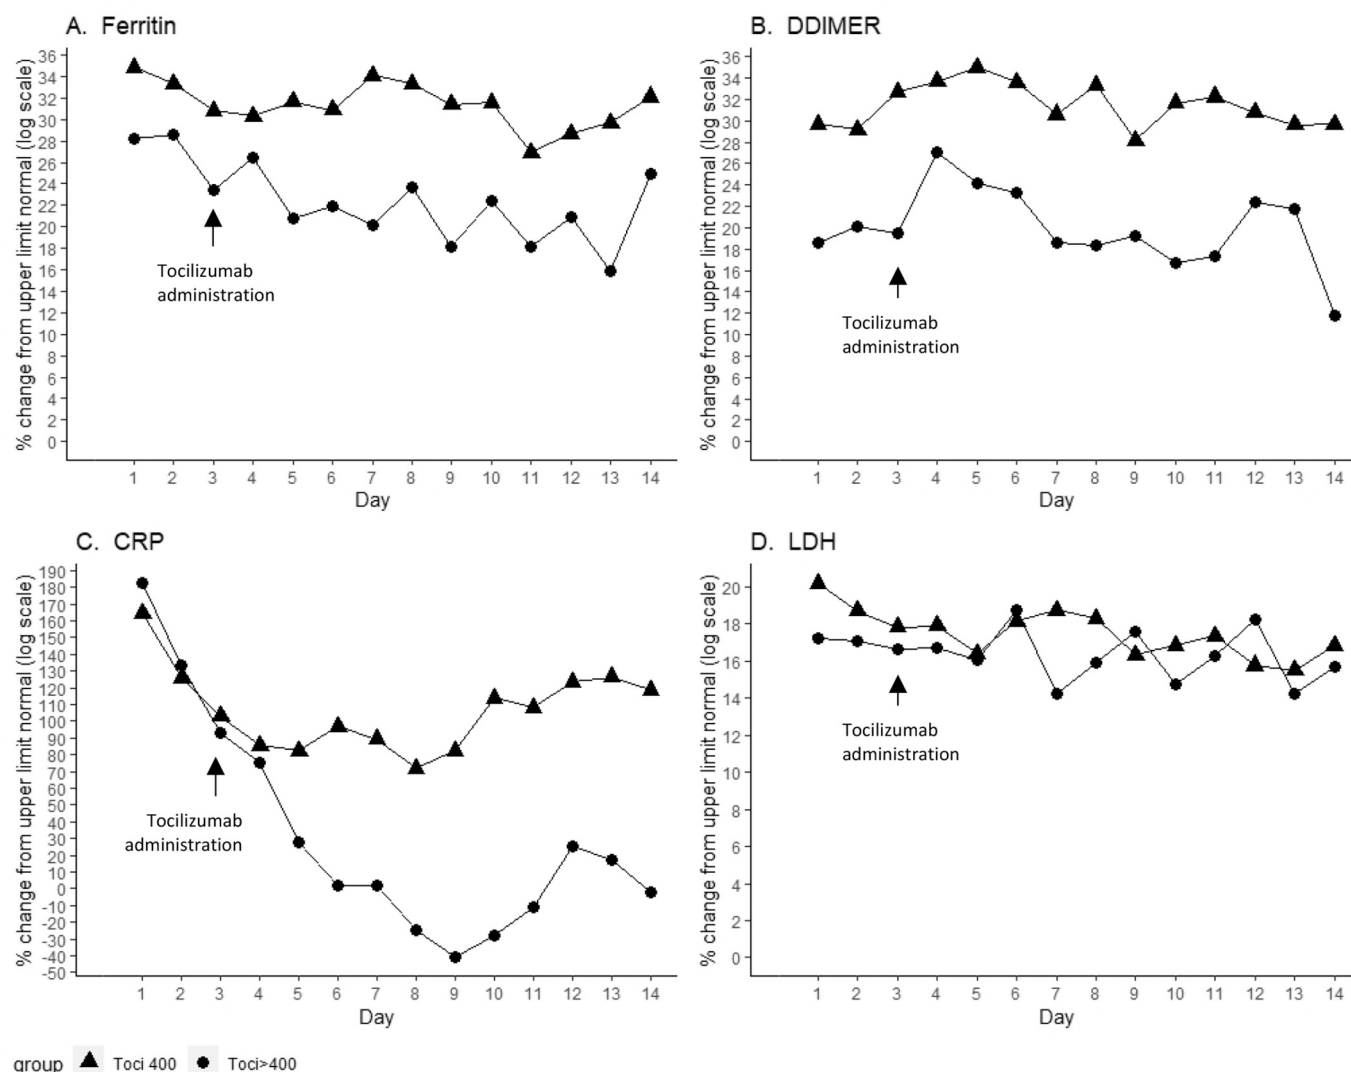 A. Ferritin
% change from upper limit normal (log scale)
36
34
32
30
28
26
24
22
20
18
16
14
12
10
8
6
4
2
0
Tocilizumab
administration
1 2 3 4 5 6 7 8 9 10 11 12 13 14
Day
B. DDIMER
% change from upper limit normal (log scale)
36
34
32
30
28
26
24
22
20
18
16
14
12
10
8
6
4
2
0
Tocilizumab
administration
1 2 3 4 5 6 7 8 9 10 11 12 13 14
Day
C. CRP
% change from upper limit normal (log scale)
190
180
170
160
150
140
130
120
110
100
90
80
70
60
50
40
30
20
10
0
-10
-20
-30
-40
-50
Tocilizumab
administration
1 2 3 4 5 6 7 8 9 10 11 12 13 14
Day
D. LDH
% change from upper limit normal (log scale)
20
18
16
14
12
10
8
6
4
2
0
Tocilizumab
administration
1 2 3 4 5 6 7 8 9 10 11 12 13 14
Day
group Toci 400 Toci>400